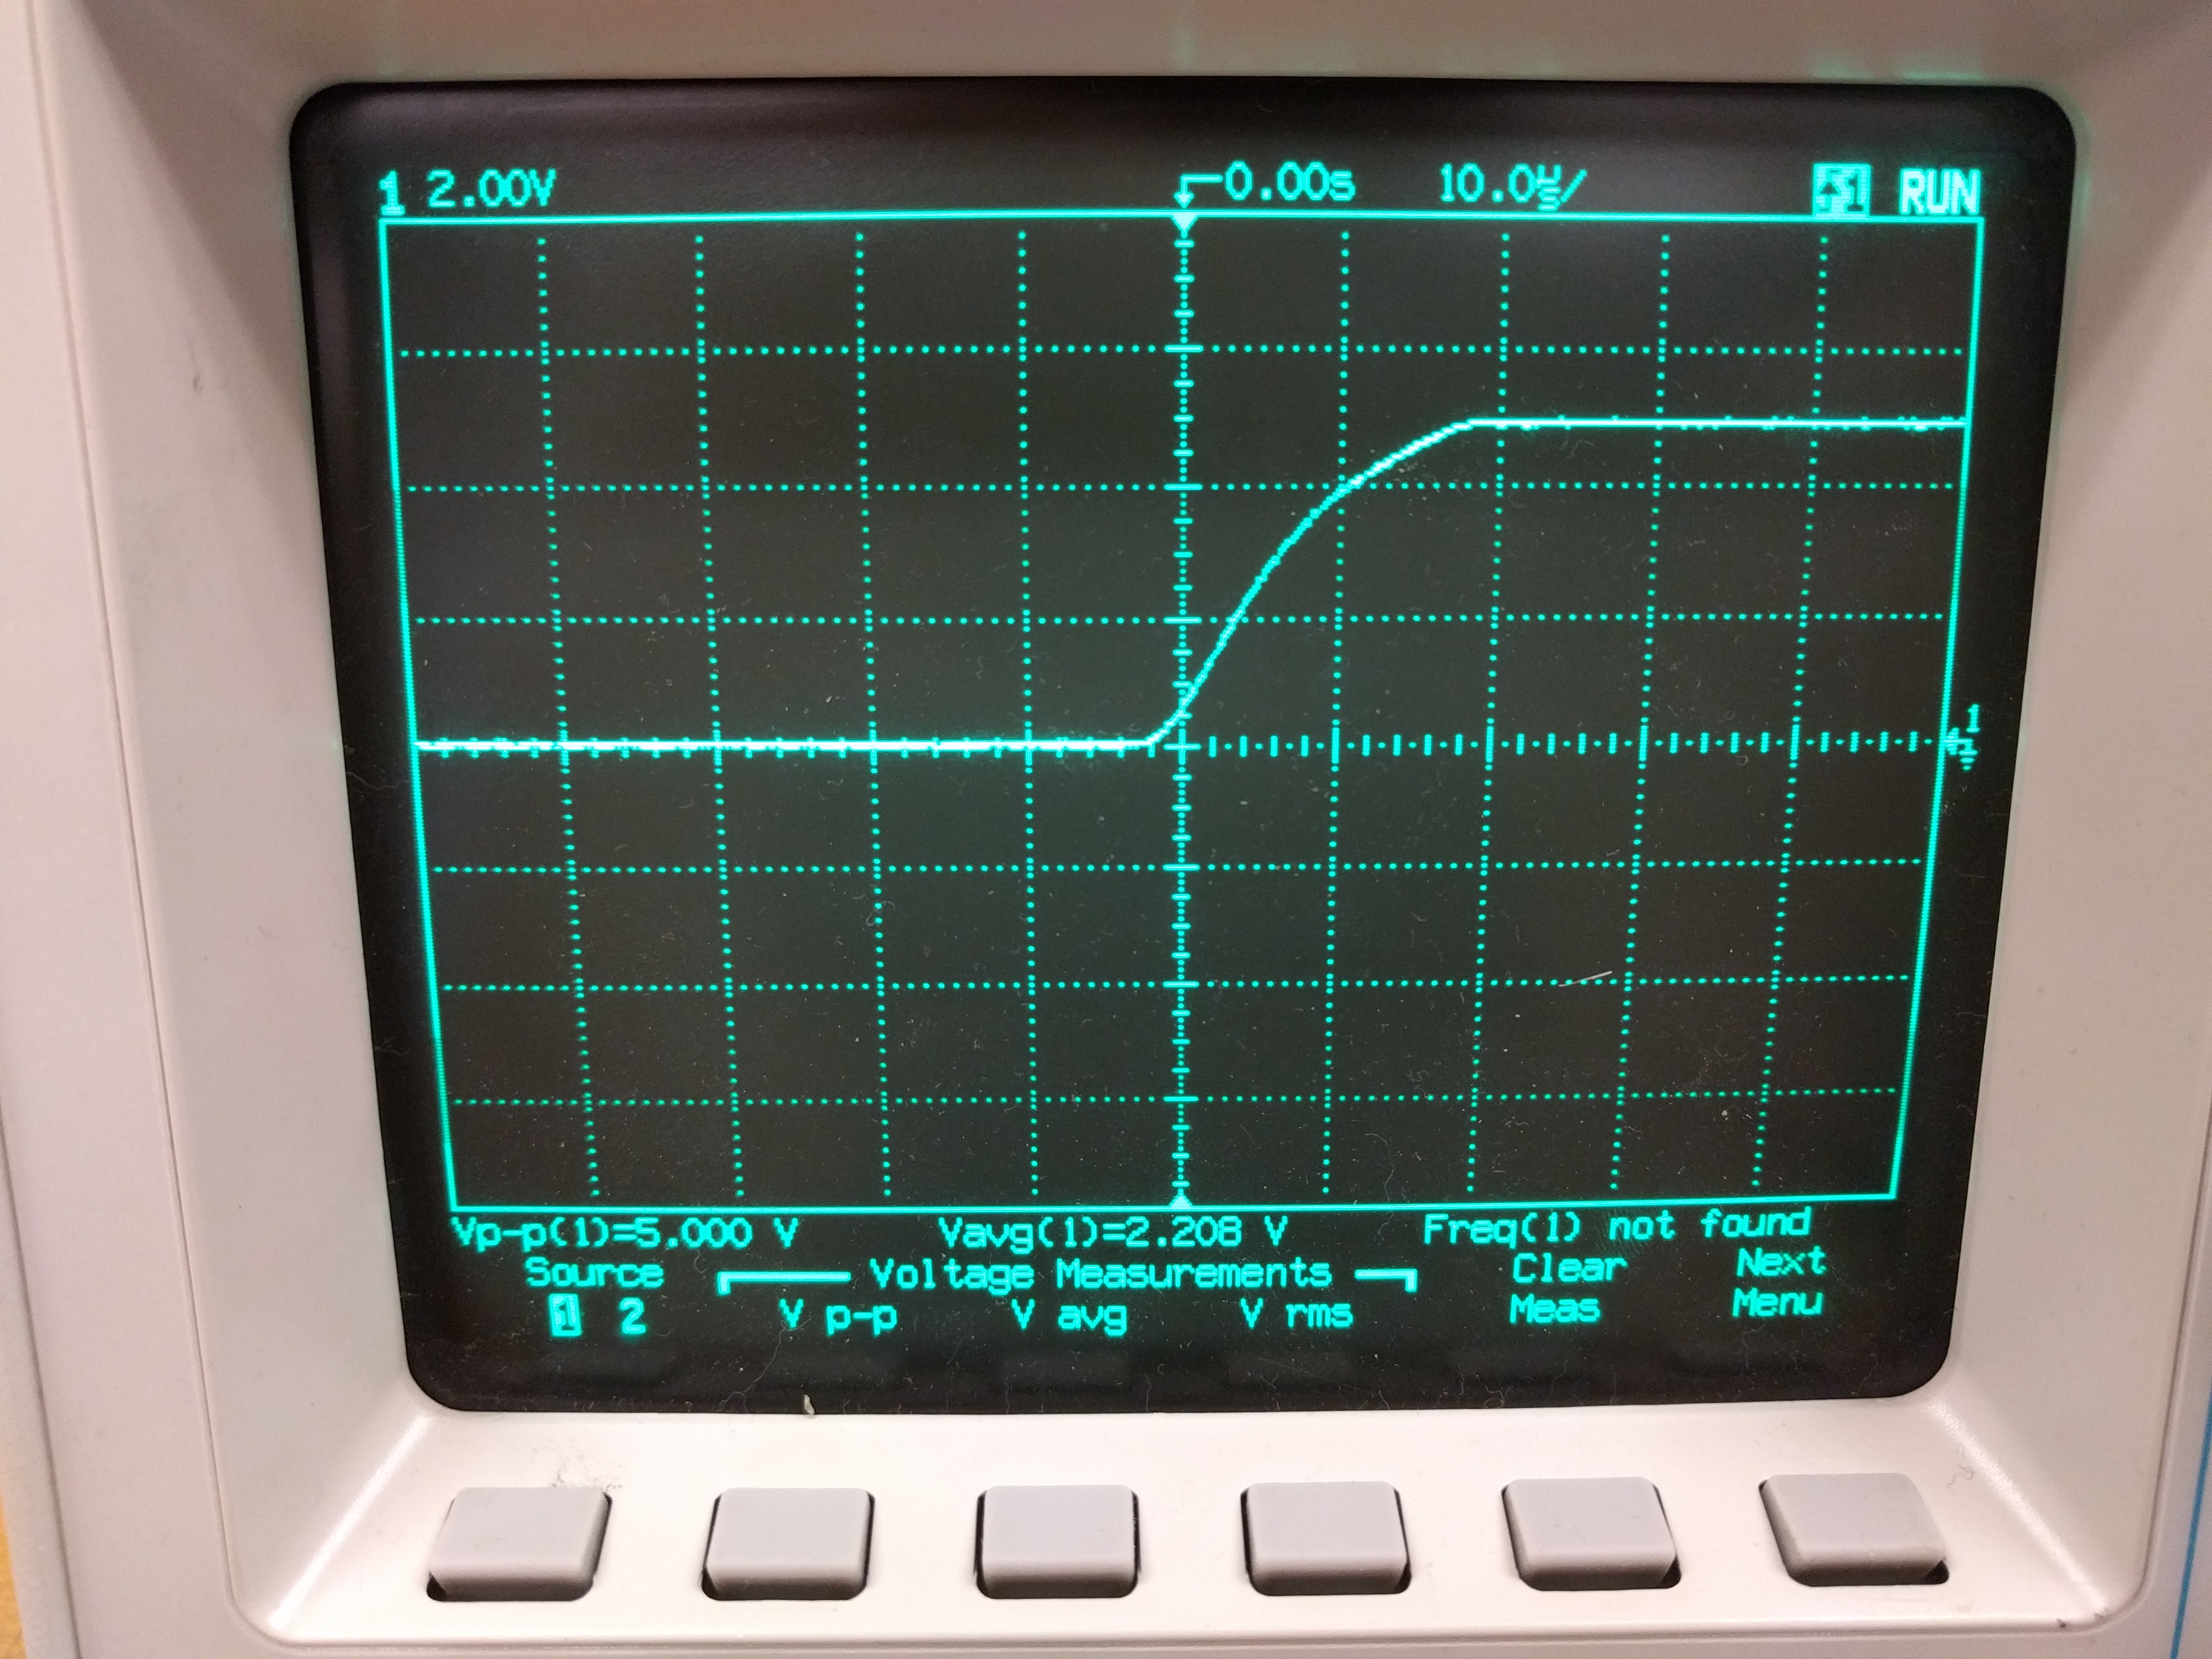 1 2.00V 0.00s 10.0µs/ 1 RUN
1
Vp-p(1)=5.000 V Vavg(1)=2.208 V Freq(1) not found
Source Voltage Measurements Clear Next
1 2 V p-p V avg V rms Meas Menu